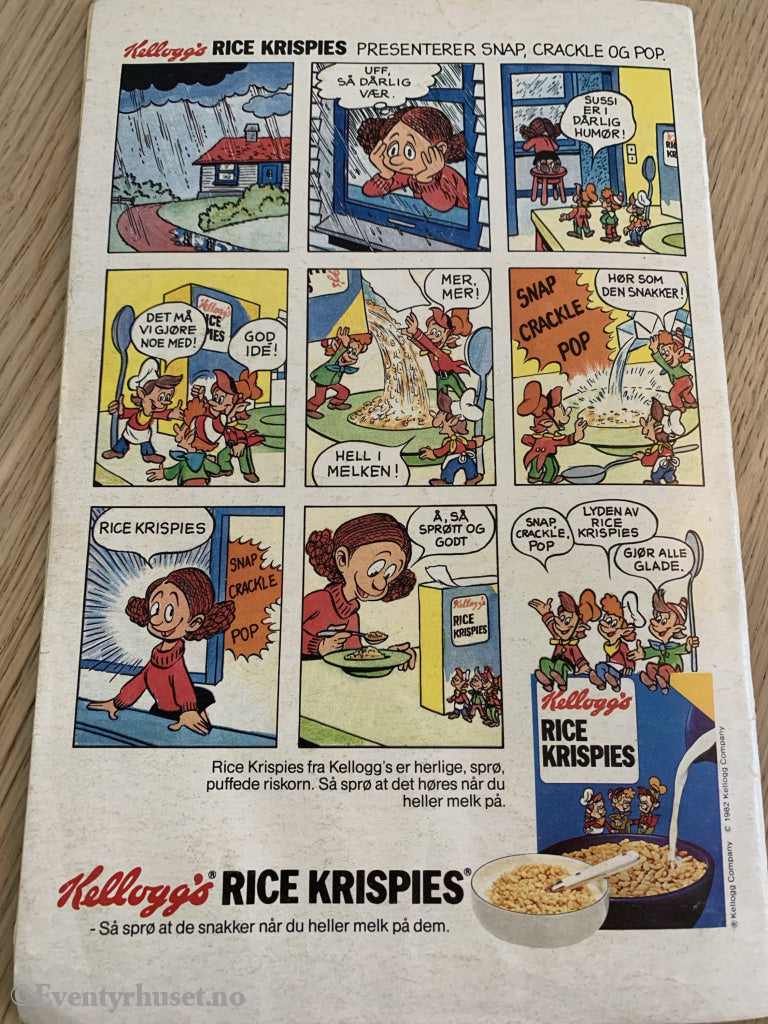 Kellogg's RICE KRISPIES PRESENTERER SNAP, CRACKLE OG POP.
UFF,
SÅ DÅRLIG
VÆR.
SUSSI
ER I
DÅRLIG
HUMØR!
DET MÅ
VI GJØRE
NOE MED!
Kellogg's
GOD
IDÉ!
MER,
MER!
HELL I
MELKEN!
SNAP
CRACKLE
POP
HØR SOM
DEN SNAKKER!
RICE KRISPIES
SNAP
CRACKLE
POP
Å, SÅ
SPRØTT OG
GODT
Kellogg's
RICE
KRISPIES
SNAP,
CRACKLE,
POP
LYDEN AV
RICE
KRISPIES
GJØR ALLE
GLADE.
Kellogg's
RICE
KRISPIES
Rice Krispies fra Kellogg's er herlige, sprø,
puffede riskorn. Så sprø at det høres når du
heller melk på.
Kellogg's® RICE KRISPIES®
- Så sprø at de snakker når du heller melk på dem.
® Kellogg Company © 1982 Kellogg Company
©Eventyrhuset.no